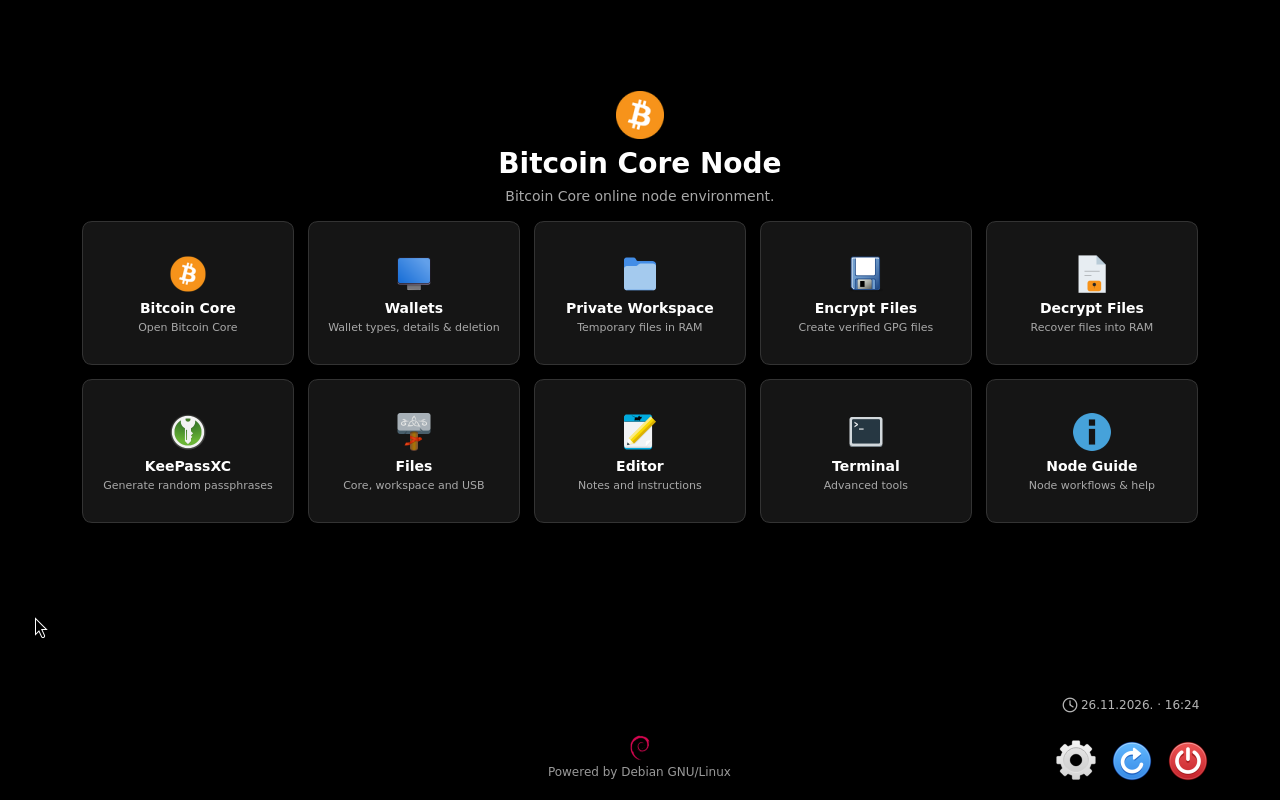 Bitcoin Core Node
Bitcoin Core online node environment.
Bitcoin Core
Open Bitcoin Core
Wallets
Wallet types, details & deletion
Private Workspace
Temporary files in RAM
Encrypt Files
Create verified GPG files
Decrypt Files
Recover files into RAM
KeePassXC
Generate random passphrases
Files
Core, workspace and USB
Editor
Notes and instructions
>_
Terminal
Advanced tools
Node Guide
Node workflows & help
26.11.2026. · 16:24
Powered by Debian GNU/Linux